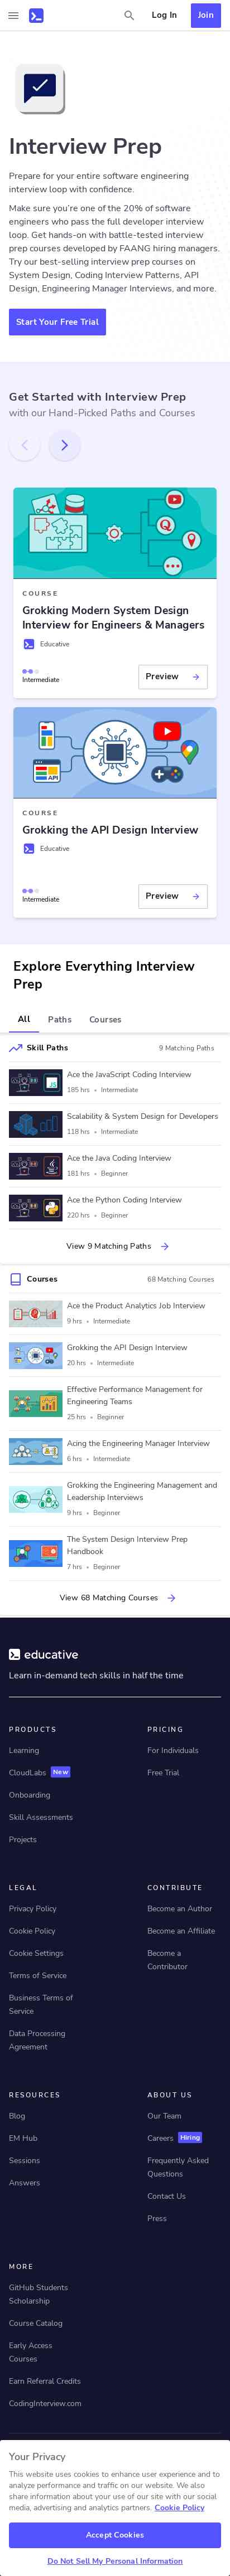 Log In
Join
Interview Prep
Prepare for your entire software engineering
interview loop with confidence.
Make sure you're one of the 20% of software
engineers who pass the full developer interview
loop. Get hands-on with battle-tested interview
prep courses developed by FAANG hiring managers.
Try our best-selling interview prep courses on
System Design, Coding Interview Patterns, API
Design, Engineering Manager Interviews, and more.
Start Your Free Trial
Get Started with Interview Prep
with our Hand-Picked Paths and Courses
COURSE
Grokking Modern System Design
Interview for Engineers & Managers
Educative
Intermediate
Preview
API
COURSE
Grokking the API Design Interview
Educative
Intermediate
Preview
Explore Everything Interview
Prep
All
Paths
Courses
Skill Paths
9 Matching Paths
Ace the JavaScript Coding Interview
185 hrs • Intermediate
Scalability & System Design for Developers
118 hrs • Intermediate
Ace the Java Coding Interview
181 hrs • Beginner
Ace the Python Coding Interview
220 hrs • Beginner
View 9 Matching Paths
Courses
68 Matching Courses
Ace the Product Analytics Job Interview
9 hrs • Intermediate
Grokking the API Design Interview
20 hrs • Intermediate
Effective Performance Management for
Engineering Teams
25 hrs • Beginner
Acing the Engineering Manager Interview
6 hrs • Intermediate
Grokking the Engineering Management and
Leadership Interviews
9 hrs • Beginner
The System Design Interview Prep
Handbook
7 hrs • Beginner
View 68 Matching Courses
educative
Learn in-demand tech skills in half the time
PRODUCTS
Learning
CloudLabs New
Onboarding
Skill Assessments
Projects
PRICING
For Individuals
Free Trial
LEGAL
Privacy Policy
Cookie Policy
Cookie Settings
Terms of Service
Business Terms of
Service
Data Processing
Agreement
CONTRIBUTE
Become an Author
Become an Affiliate
Become a
Contributor
RESOURCES
Blog
EM Hub
Sessions
Answers
ABOUT US
Our Team
Careers Hiring
Frequently Asked
Questions
Contact Us
Press
MORE
GitHub Students
Scholarship
Course Catalog
Early Access
Courses
Earn Referral Credits
CodingInterview.com
Your Privacy
This website uses cookies to enhance user experience and to
analyze performance and traffic on our website. We also
share information about your use of our site with our social
media, advertising and analytics partners. Cookie Policy
Accept Cookies
Do Not Sell My Personal Information